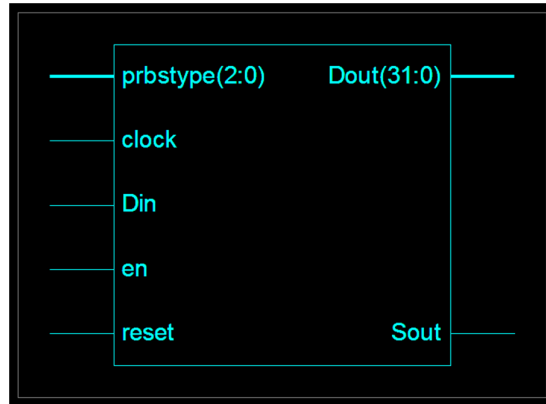 prbstype(2:0) Dout(31:0)
clock
Din
en
reset Sout